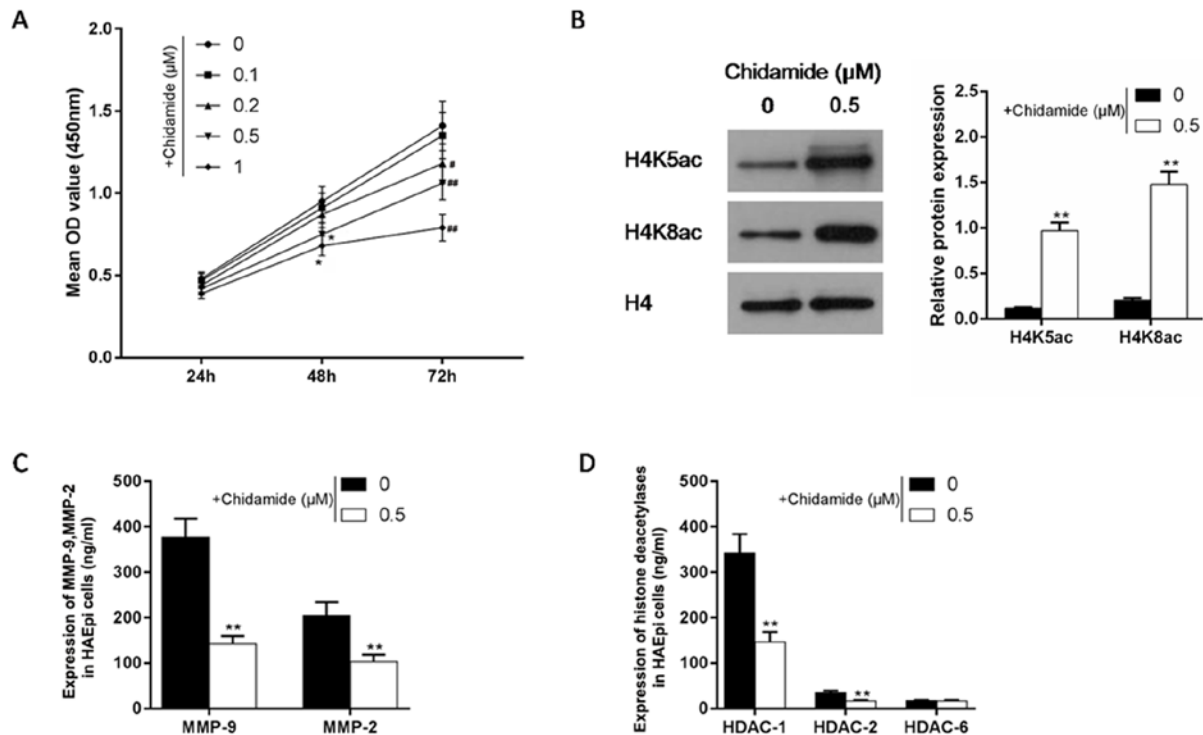 A
Mean OD value (450nm)
2.0
1.5
1.0
0.5
0.0
+Chidamide (µM)
0
0.1
0.2
0.5
1
#
##
##
*
*
24h
48h
72h
B
Chidamide (µM)
0 0.5
H4K5ac
H4K8ac
H4
Relative protein expression
2.5
2.0
1.5
1.0
0.5
0.0
+Chidamide (µM)
0
0.5
**
**
H4K5ac
H4K8ac
C
Expression of MMP-9,MMP-2
in HAEpi cells (ng/ml)
500
400
300
200
100
0
+Chidamide (µM)
0
0.5
**
**
MMP-9
MMP-2
D
Expression of histone deacetylases
in HAEpi cells (ng/ml)
500
400
300
200
100
0
+Chidamide (µM)
0
0.5
**
**
HDAC-1
HDAC-2
HDAC-6